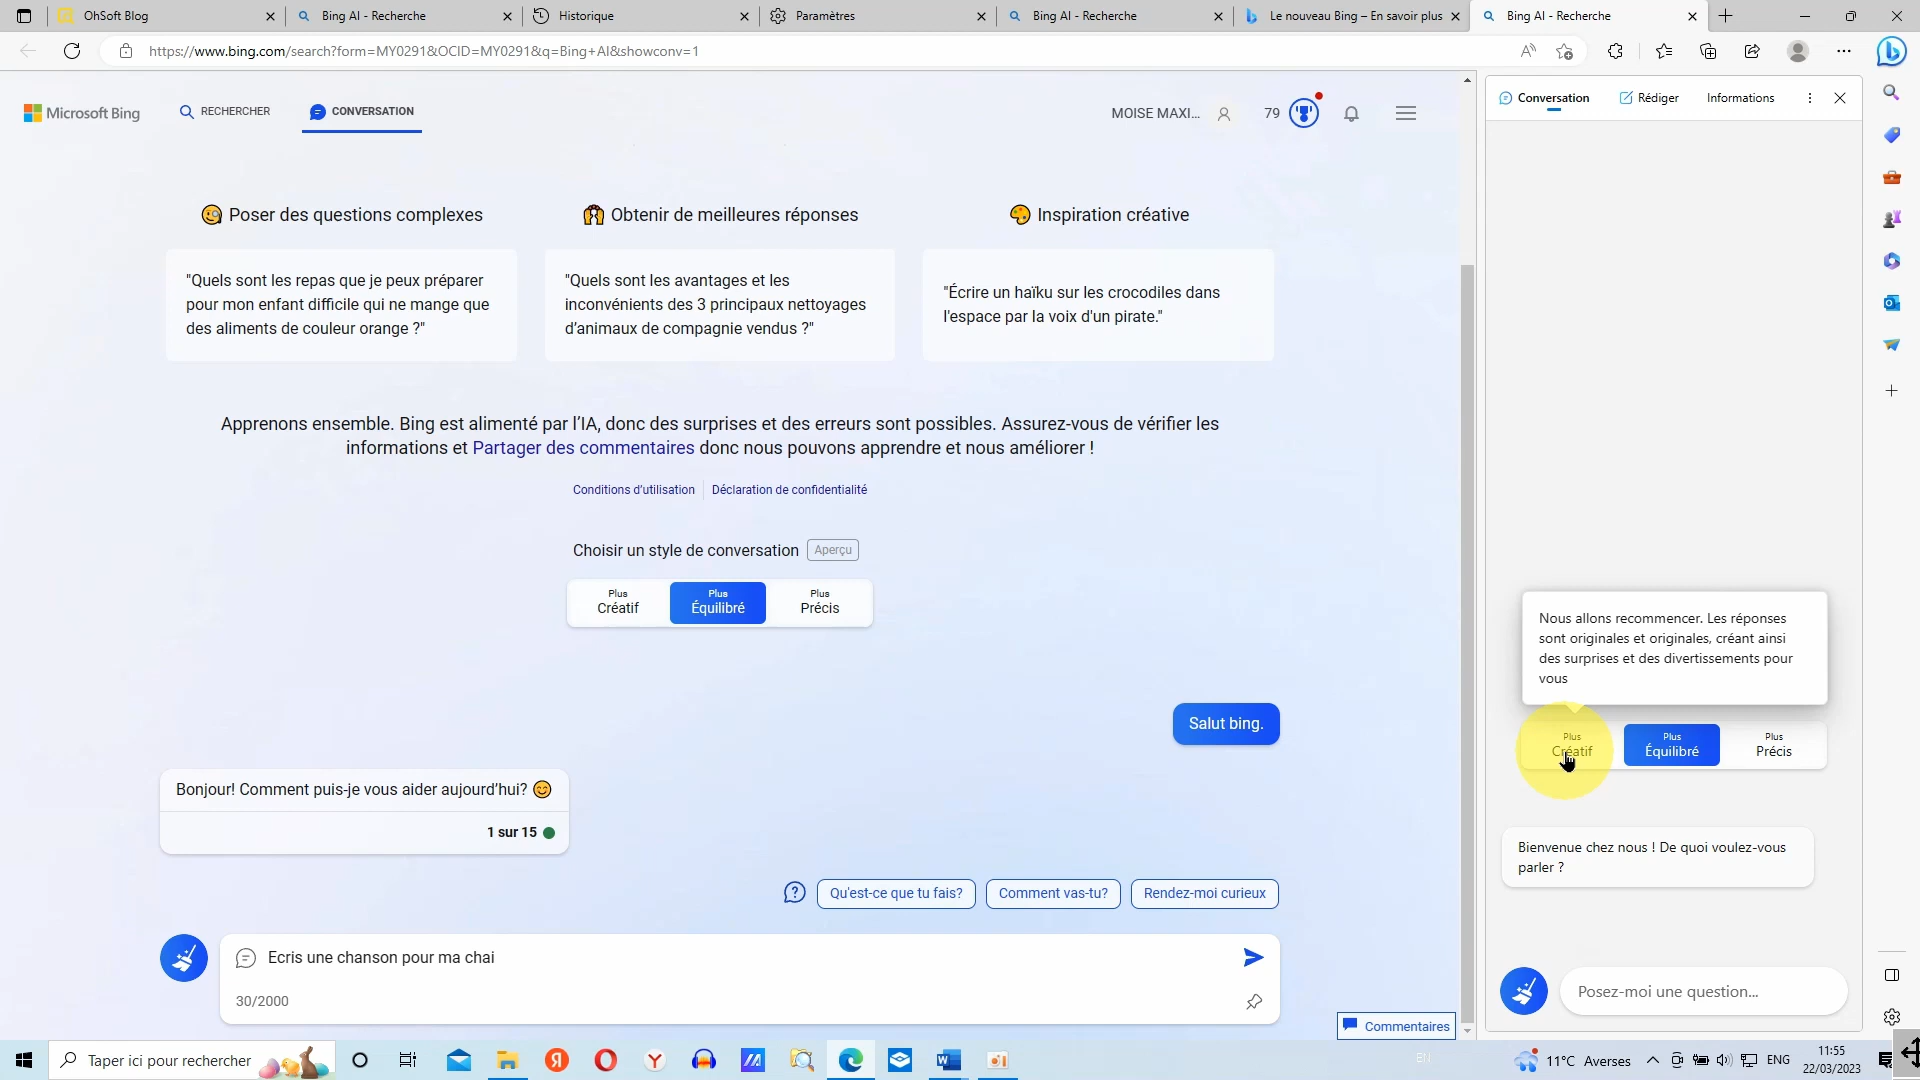 OhSoft Blog
Bing AI - Recherche
Historique
Paramètres
Bing AI - Recherche
Le nouveau Bing – En savoir plus
Bing AI - Recherche
https://www.bing.com/search?form=MY0291&OCID=MY0291&q=Bing+AI&showconv=1
Microsoft Bing
RECHERCHER
CONVERSATION
MOISE MAXI...
79
Poser des questions complexes
"Quels sont les repas que je peux préparer
pour mon enfant difficile qui ne mange que
des aliments de couleur orange ?"
Obtenir de meilleures réponses
"Quels sont les avantages et les
inconvénients des 3 principaux nettoyages
d'animaux de compagnie vendus ?"
Inspiration créative
"Écrire un haïku sur les crocodiles dans
l'espace par la voix d'un pirate."
Apprenons ensemble. Bing est alimenté par l'IA, donc des surprises et des erreurs sont possibles. Assurez-vous de vérifier les
informations et Partager des commentaires donc nous pouvons apprendre et nous améliorer !
Conditions d'utilisation
Déclaration de confidentialité
Choisir un style de conversation Aperçu
Plus
Créatif
Plus
Équilibré
Plus
Précis
Salut bing.
Bonjour! Comment puis-je vous aider aujourd'hui?
1 sur 15
Qu'est-ce que tu fais?
Comment vas-tu?
Rendez-moi curieux
Ecris une chanson pour ma chai
30/2000
Commentaires
Conversation
Rédiger
Informations
Nous allons recommencer. Les réponses
sont originales et originales, créant ainsi
des surprises et des divertissements pour
vous
Plus
Créatif
Plus
Équilibré
Plus
Précis
Bienvenue chez nous ! De quoi voulez-vous
parler ?
Posez-moi une question...
Taper ici pour rechercher
EN
11°C Averses
ENG
11:55
22/03/2023